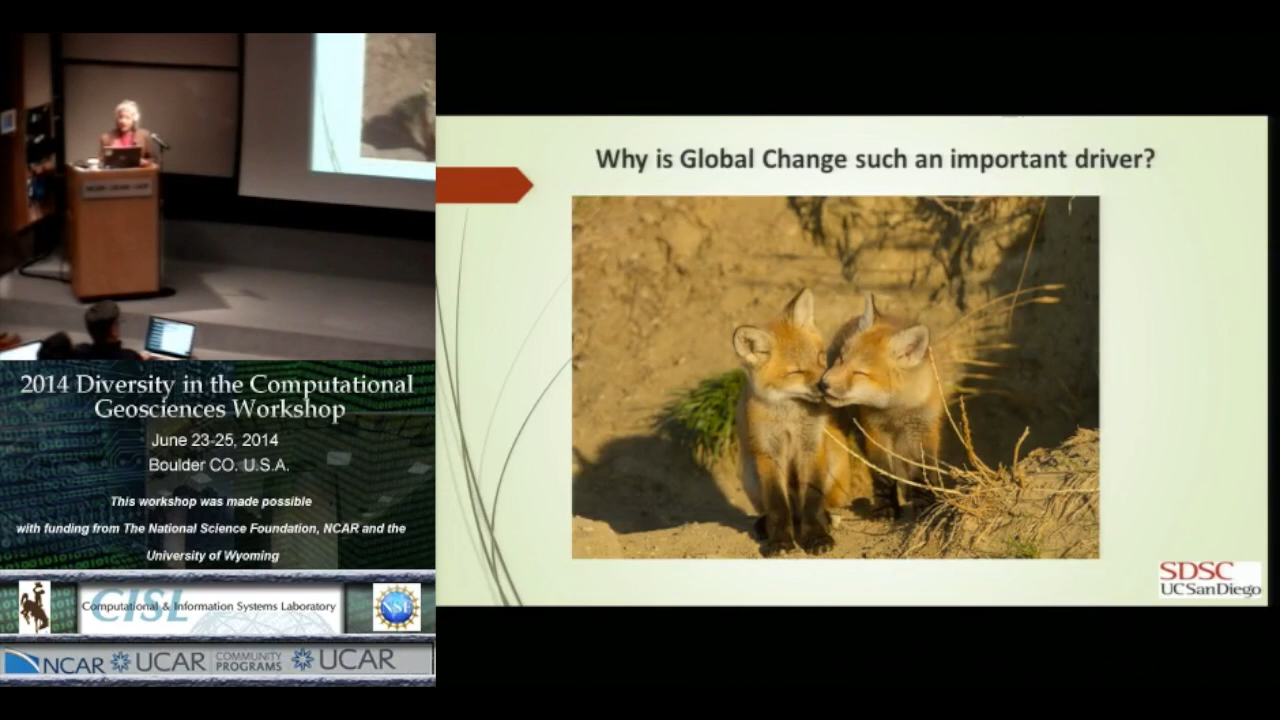 Why is Global Change such an important driver?
SDSC
UC San Diego
2014 Diversity in the Computational
Geosciences Workshop
June 23-25, 2014
Boulder CO. U.S.A.
This workshop was made possible
with funding from The National Science Foundation, NCAR and the
University of Wyoming
CISL
Computational & Information Systems Laboratory
NSF
NCAR
UCAR
COMMUNITY
PROGRAMS
UCAR